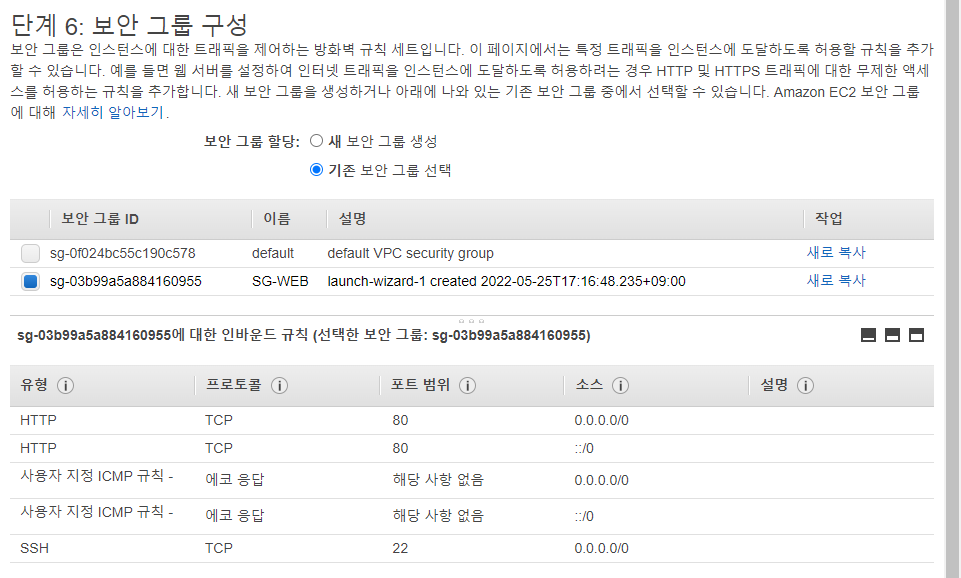 단계 6: 보안 그룹 구성
보안 그룹은 인스턴스에 대한 트래픽을 제어하는 방화벽 규칙 세트입니다. 이 페이지에서는 특정 트래픽을 인스턴스에 도달하도록 허용할 규칙을 추가
할 수 있습니다. 예를 들면 웹 서버를 설정하여 인터넷 트래픽을 인스턴스에 도달하도록 허용하려는 경우 HTTP 및 HTTPS 트래픽에 대한 무제한 액세
스를 허용하는 규칙을 추가합니다. 새 보안 그룹을 생성하거나 아래에 나와 있는 기존 보안 그룹 중에서 선택할 수 있습니다. Amazon EC2 보안 그룹
에 대해 자세히 알아보기.
보안 그룹 할당: 새 보안 그룹 생성
기존 보안 그룹 선택
보안 그룹 ID 이름 설명 작업
sg-0f024bc55c190c578 default default VPC security group 새로 복사
sg-03b99a5a884160955 SG-WEB launch-wizard-1 created 2022-05-25T17:16:48.235+09:00 새로 복사
sg-03b99a5a884160955에 대한 인바운드 규칙 (선택한 보안 그룹: sg-03b99a5a884160955)
유형 프로토콜 포트 범위 소스 설명
HTTP TCP 80 0.0.0.0/0
HTTP TCP 80 ::/0
사용자 지정 ICMP 규칙 - 에코 응답 해당 사항 없음 0.0.0.0/0
사용자 지정 ICMP 규칙 - 에코 응답 해당 사항 없음 ::/0
SSH TCP 22 0.0.0.0/0